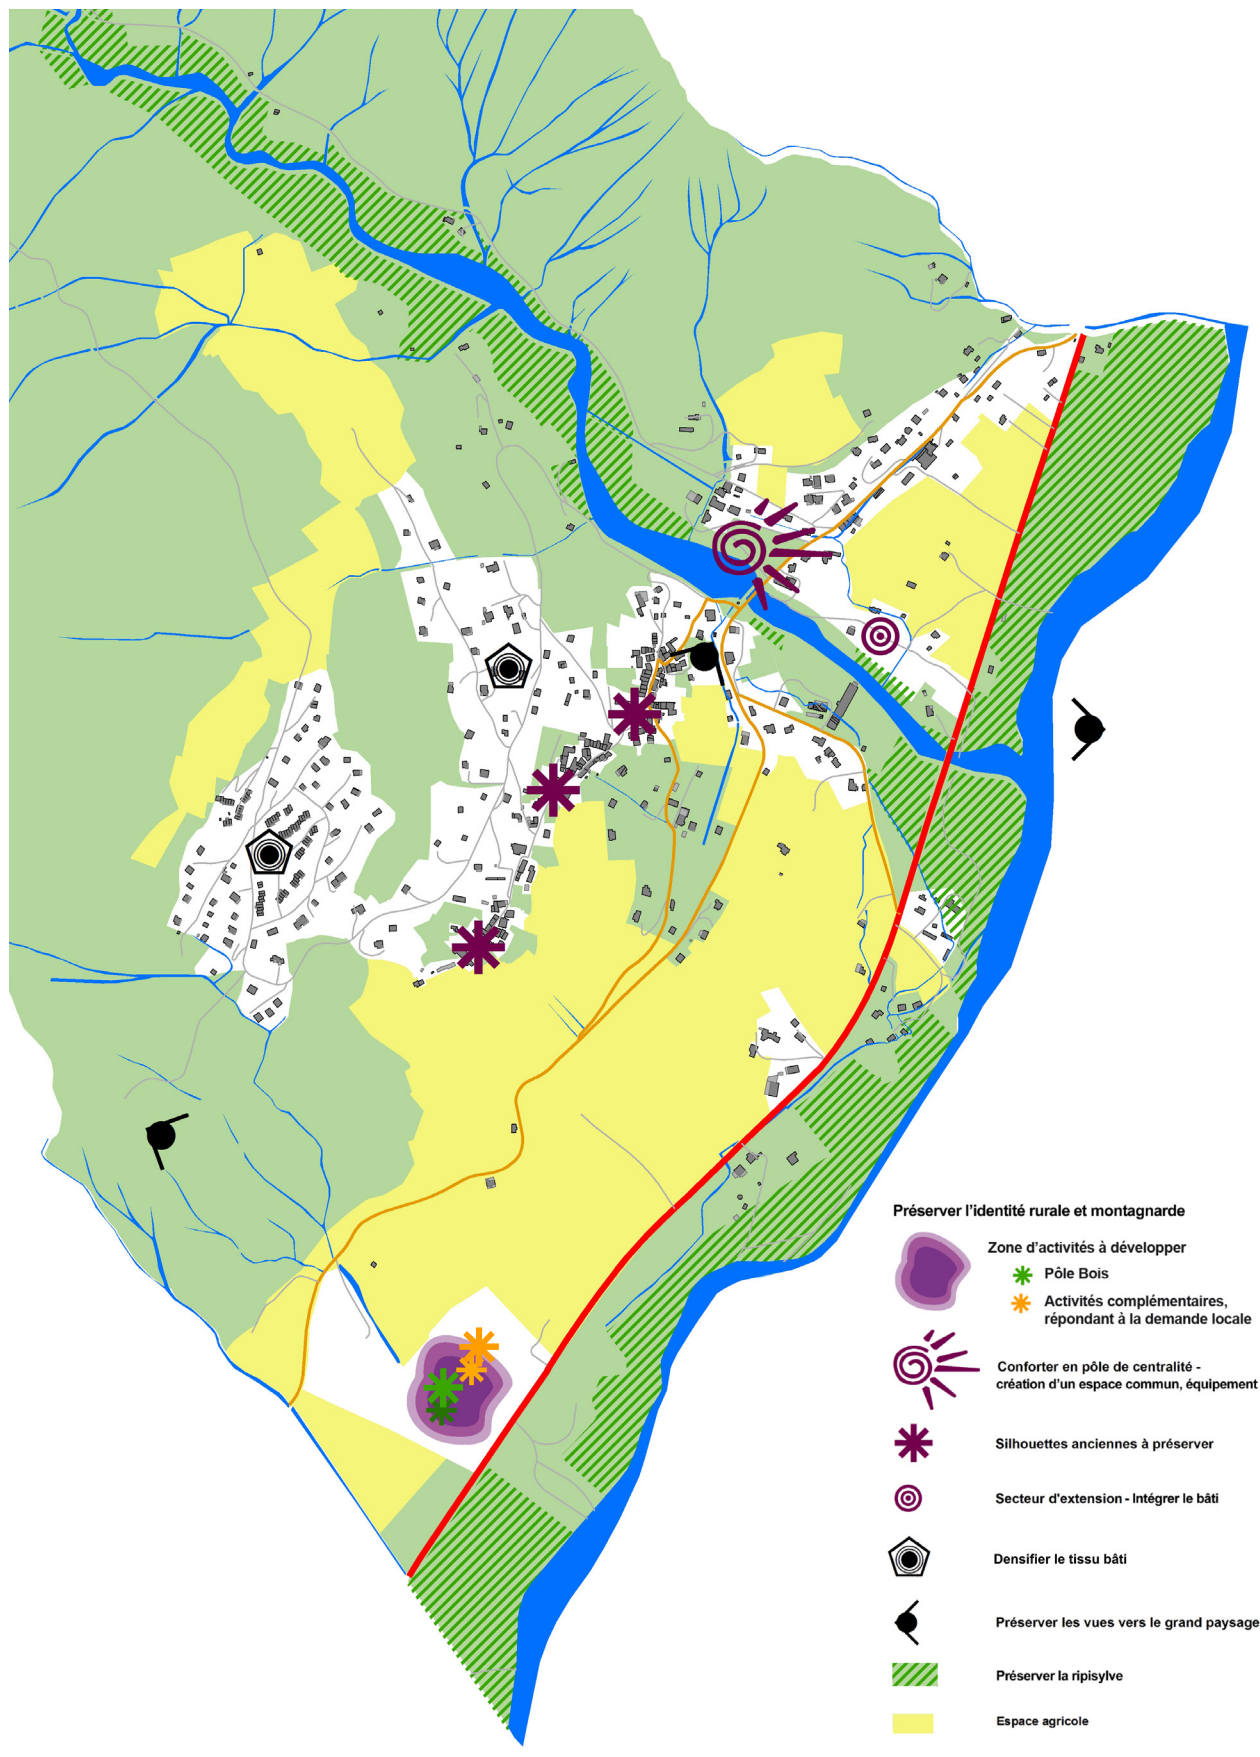 Préserver l'identité rurale et montagnarde
Zone d'activités à développer
Pôle Bois
Activités complémentaires,
répondant à la demande locale
Conforter en pôle de centralité -
création d'un espace commun, équipement
Silhouettes anciennes à préserver
Secteur d'extension - Intégrer le bâti
Densifier le tissu bâti
Préserver les vues vers le grand paysage
Préserver la ripisylve
Espace agricole